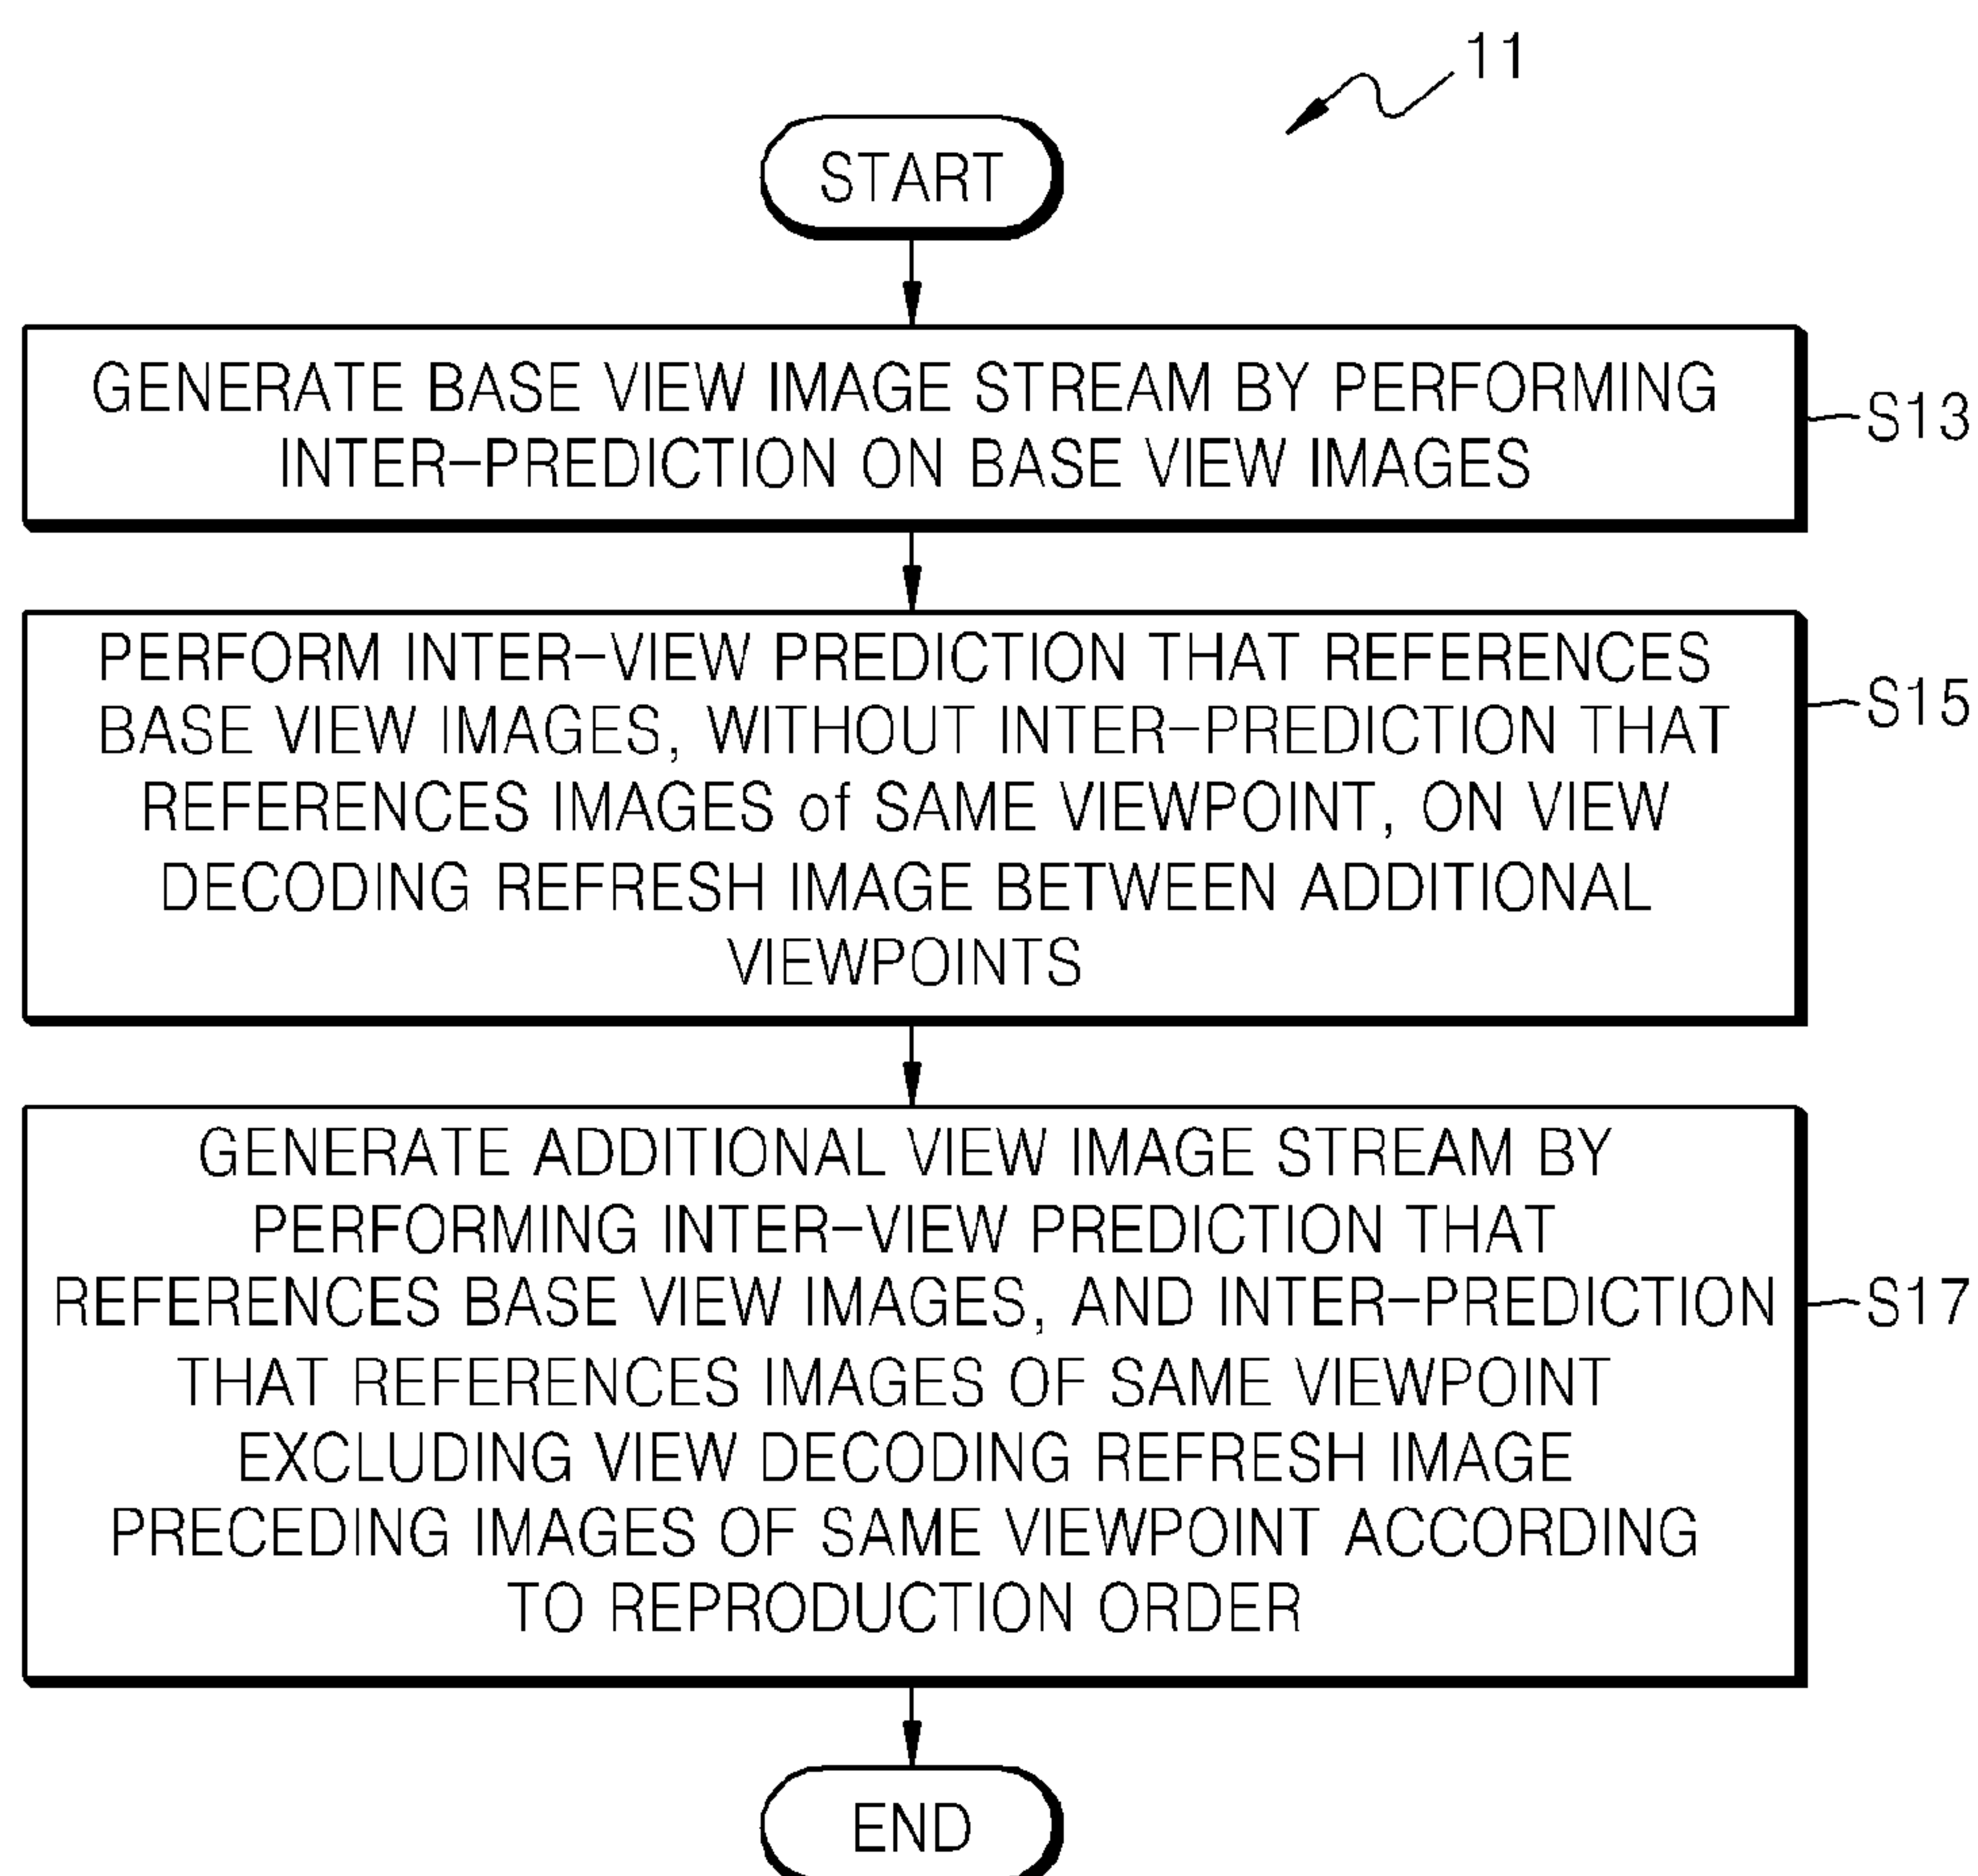 11
START
GENERATE BASE VIEW IMAGE STREAM BY PERFORMING
INTER-PREDICTION ON BASE VIEW IMAGES
S13
PERFORM INTER-VIEW PREDICTION THAT REFERENCES
BASE VIEW IMAGES, WITHOUT INTER-PREDICTION THAT
REFERENCES IMAGES of SAME VIEWPOINT, ON VIEW
DECODING REFRESH IMAGE BETWEEN ADDITIONAL
VIEWPOINTS
S15
GENERATE ADDITIONAL VIEW IMAGE STREAM BY
PERFORMING INTER-VIEW PREDICTION THAT
REFERENCES BASE VIEW IMAGES, AND INTER-PREDICTION
THAT REFERENCES IMAGES OF SAME VIEWPOINT
EXCLUDING VIEW DECODING REFRESH IMAGE
PRECEDING IMAGES OF SAME VIEWPOINT ACCORDING
TO REPRODUCTION ORDER
S17
END